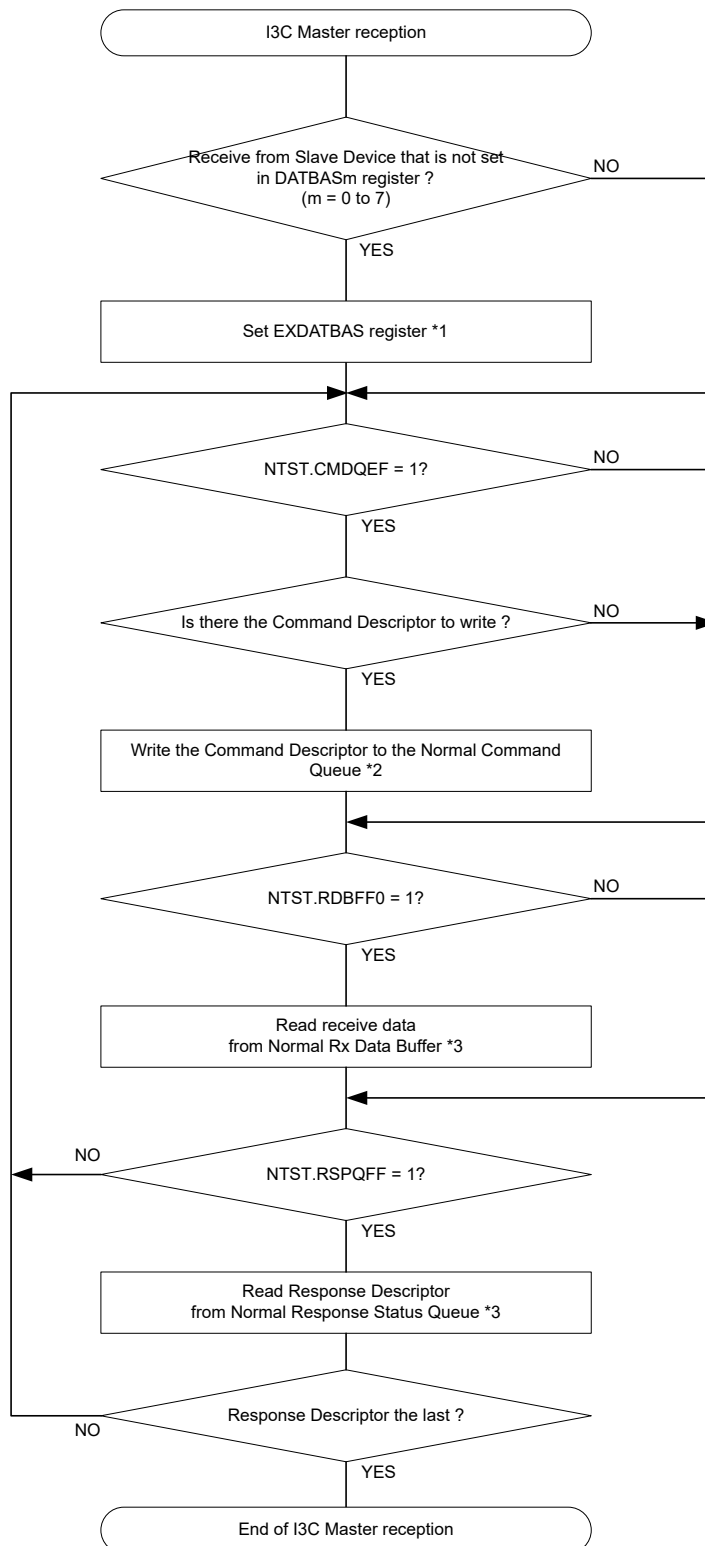 I3C Master reception
Receive from Slave Device that is not set
in DATBASm register ?
(m = 0 to 7)
NO
YES
Set EXDATBAS register *1
NTST.CMDQEF = 1?
NO
YES
Is there the Command Descriptor to write ?
NO
YES
Write the Command Descriptor to the Normal Command
Queue *2
NTST.RDBFF0 = 1?
NO
YES
Read receive data
from Normal Rx Data Buffer *3
NO
NTST.RSPQFF = 1?
YES
Read Response Descriptor
from Normal Response Status Queue *3
Response Descriptor the last ?
NO
YES
End of I3C Master reception